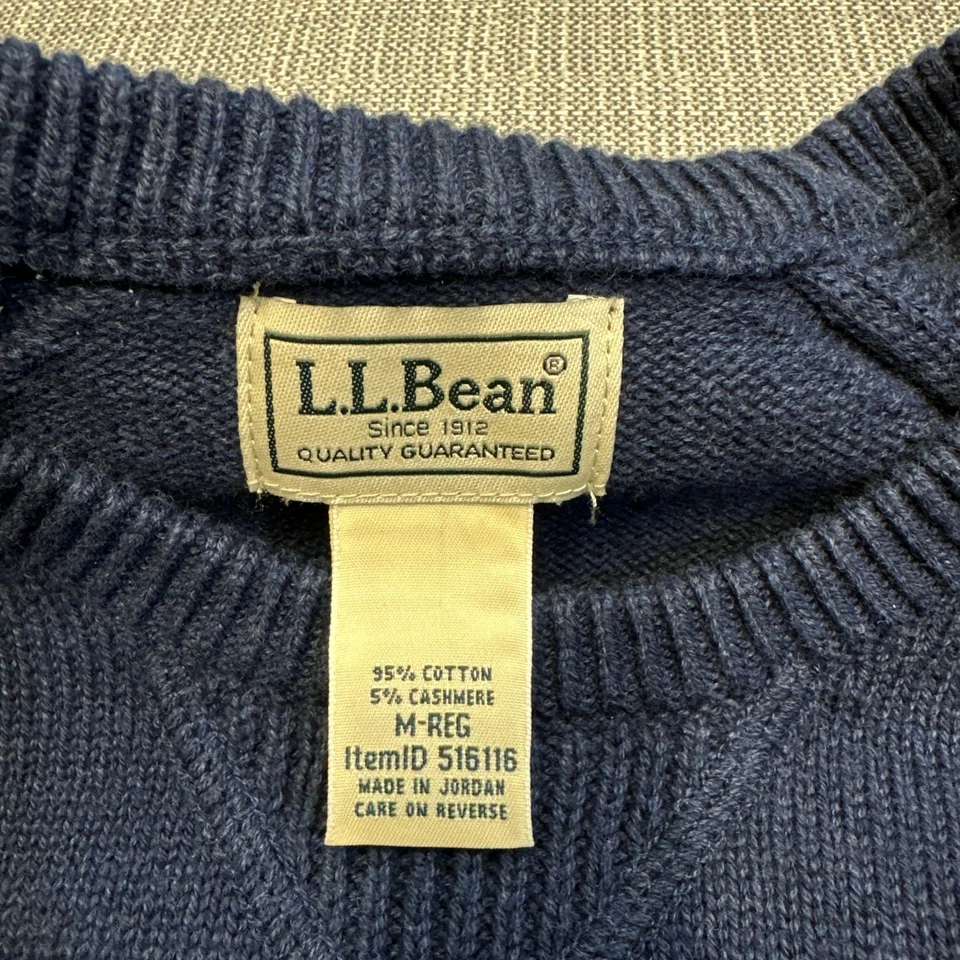 L.L.Bean®
Since 1912
QUALITY GUARANTEED
95% COTTON
5% CASHMERE
M-REG
ItemID 516116
MADE IN JORDAN
CARE ON REVERSE